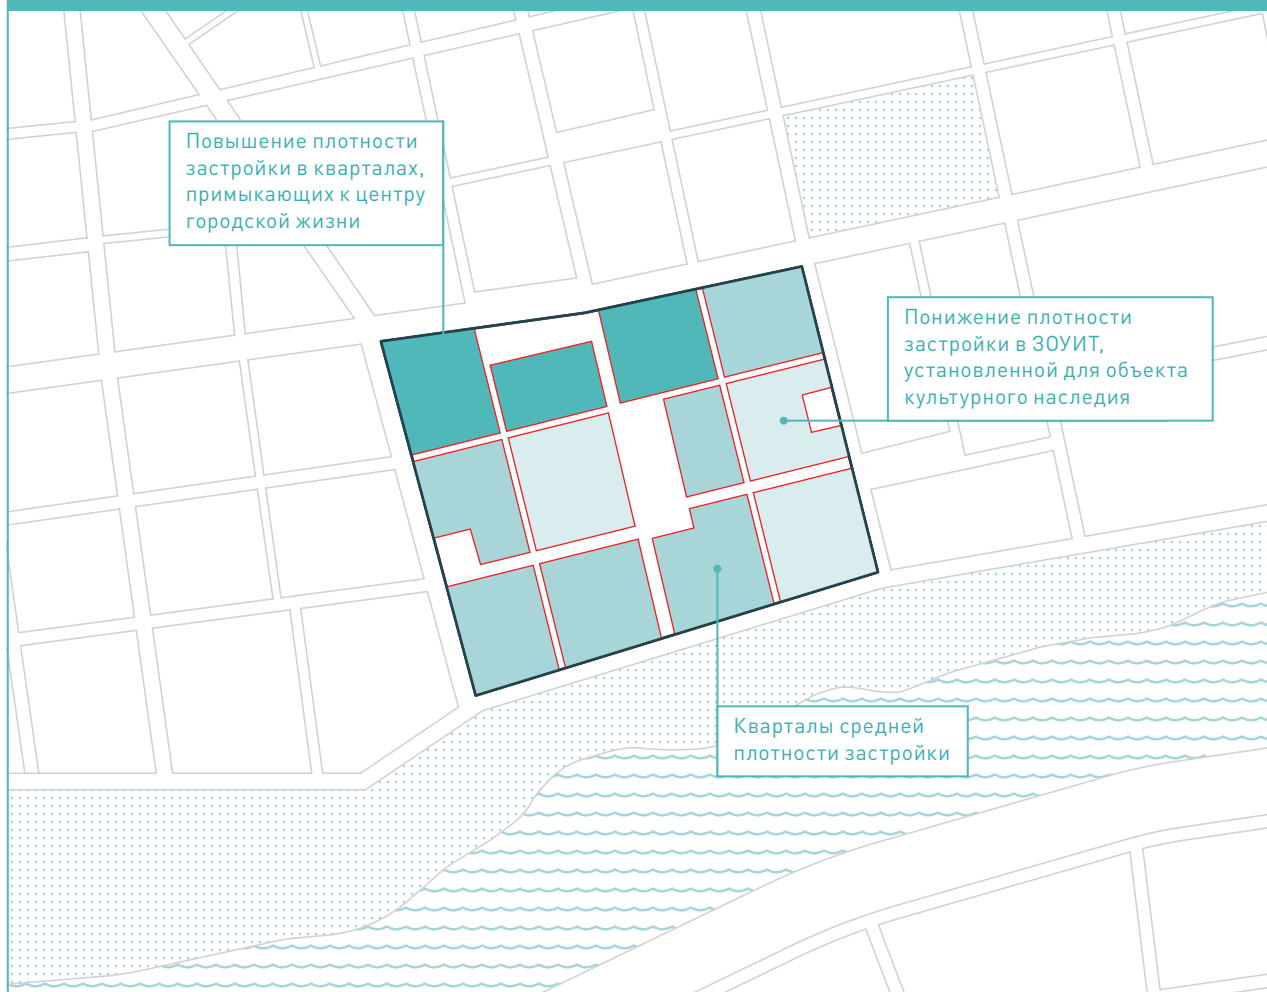 Повышение плотности
застройки в кварталах,
примыкающих к центру
городской жизни
Понижение плотности
застройки в ЗОУИТ,
установленной для объекта
культурного наследия
Кварталы средней
плотности застройки